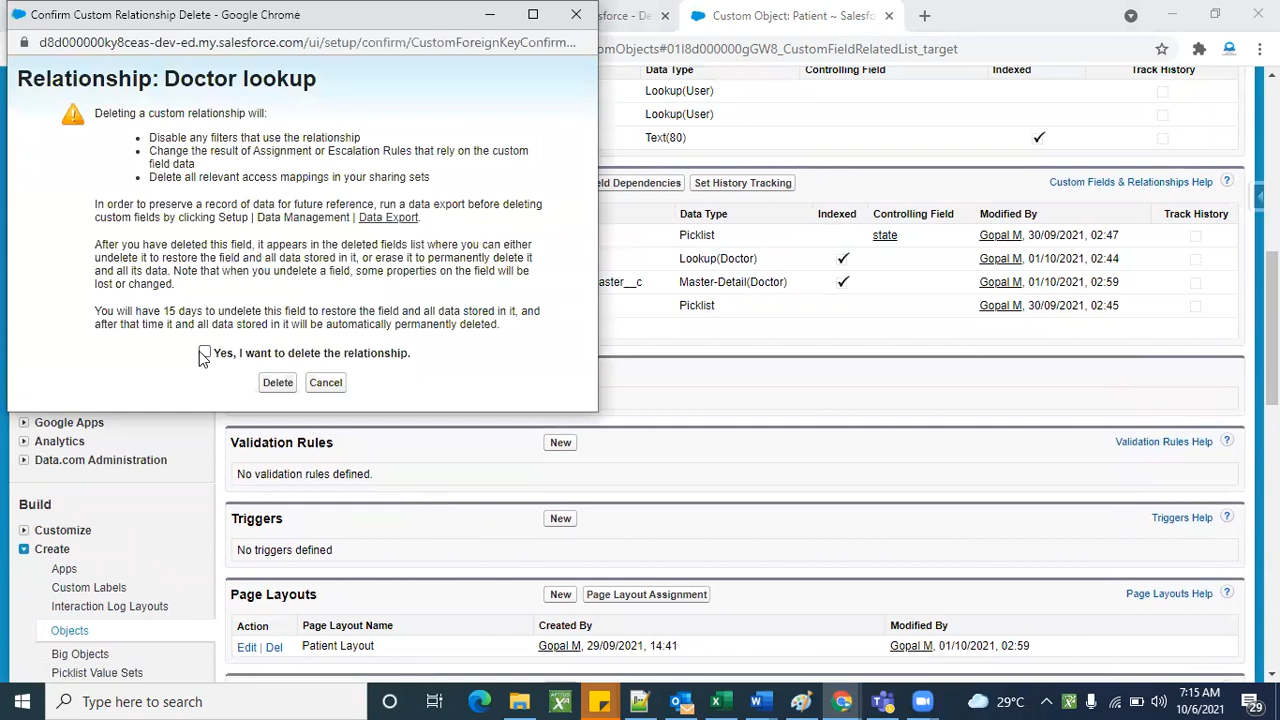 Confirm Custom Relationship Delete - Google Chrome
d8d000000ky8ceas-dev-ed.my.salesforce.com/ui/setup/confirm/CustomForeignKeyConfirm...
Relationship: Doctor lookup
Deleting a custom relationship will:
• Disable any filters that use the relationship
• Change the result of Assignment or Escalation Rules that rely on the custom
field data
• Delete all relevant access mappings in your sharing sets
In order to preserve a record of data for future reference, run a data export before deleting
custom fields by clicking Setup | Data Management | Data Export.
After you have deleted this field, it appears in the deleted fields list where you can either
undelete it to restore the field and all data stored in it, or erase it to permanently delete it
and all its data. Note that when you undelete a field, some properties on the field will be
lost or changed.
You will have 15 days to undelete this field to restore the field and all data stored in it, and
after that time it and all data stored in it will be automatically permanently deleted.
Yes, I want to delete the relationship.
Delete Cancel
sforce - De
Custom Object: Patient ~ Salesf
omObjects#01I8d000000gGW8_CustomFieldRelatedList_target
Data Type Controlling Field Indexed Track History
Lookup(User)
Lookup(User)
Text(80)
eld Dependencies Set History Tracking Custom Fields & Relationships Help ?
Data Type Indexed Controlling Field Modified By Track History
Picklist state Gopal M, 30/09/2021, 02:47
Lookup(Doctor) Gopal M, 01/10/2021, 02:44
aster__c Master-Detail(Doctor) Gopal M, 01/10/2021, 02:59
Picklist Gopal M, 30/09/2021, 02:45
Google Apps
Analytics
Data.com Administration
Build
Customize
Create
Apps
Custom Labels
Interaction Log Layouts
Objects
Big Objects
Picklist Value Sets
Validation Rules New Validation Rules Help ?
No validation rules defined.
Triggers New Triggers Help ?
No triggers defined
Page Layouts New Page Layout Assignment Page Layouts Help ?
Action Page Layout Name Created By Modified By
Edit | Del Patient Layout Gopal M, 29/09/2021, 14:41 Gopal M, 01/10/2021, 02:59
Type here to search
29°C
7:15 AM
10/6/2021
29